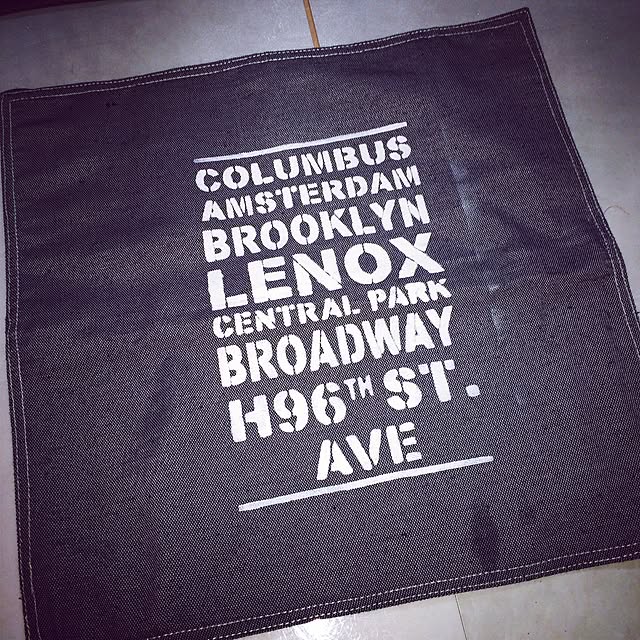 COLUMBUS
AMSTERDAM
BROOKLYN
LENOX
CENTRAL PARK
BROADWAY
H96TH ST.
AVE